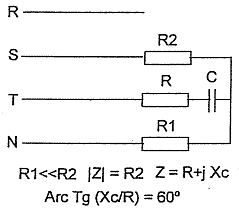 R
S R2
T R C
N R1
R1<<R2 |Z| = R2 Z = R+j Xc
Arc Tg (Xc/R) = 60º